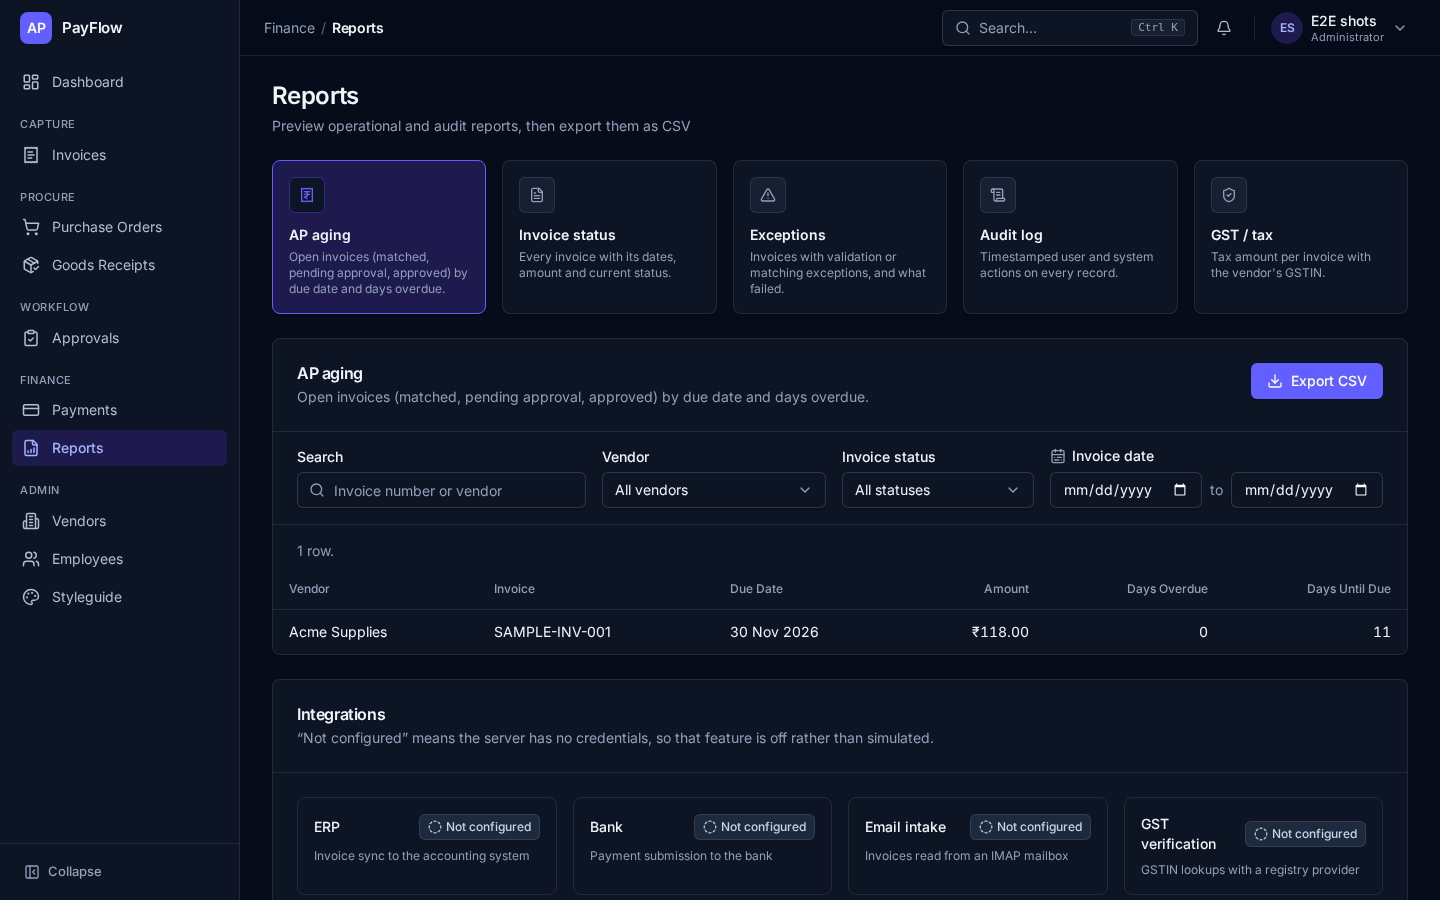 AP PayFlow
Dashboard
CAPTURE
Invoices
PROCURE
Purchase Orders
Goods Receipts
WORKFLOW
Approvals
FINANCE
Payments
Reports
ADMIN
Vendors
Employees
Styleguide
Collapse
Finance / Reports
Search...
Ctrl K
ES
E2E shots
Administrator
Reports
Preview operational and audit reports, then export them as CSV
AP aging
Open invoices (matched,
pending approval, approved) by
due date and days overdue.
Invoice status
Every invoice with its dates,
amount and current status.
Exceptions
Invoices with validation or
matching exceptions, and what
failed.
Audit log
Timestamped user and system
actions on every record.
GST / tax
Tax amount per invoice with
the vendor's GSTIN.
AP aging
Open invoices (matched, pending approval, approved) by due date and days overdue.
Export CSV
Search
Invoice number or vendor
Vendor
All vendors
Invoice status
All statuses
Invoice date
mm/dd/yyyy to mm/dd/yyyy
1 row.
Vendor Invoice Due Date Amount Days Overdue Days Until Due
Acme Supplies SAMPLE-INV-001 30 Nov 2026 ₹118.00 0 11
Integrations
“Not configured” means the server has no credentials, so that feature is off rather than simulated.
ERP
Not configured
Invoice sync to the accounting system
Bank
Not configured
Payment submission to the bank
Email intake
Not configured
Invoices read from an IMAP mailbox
GST
verification
Not configured
GSTIN lookups with a registry provider